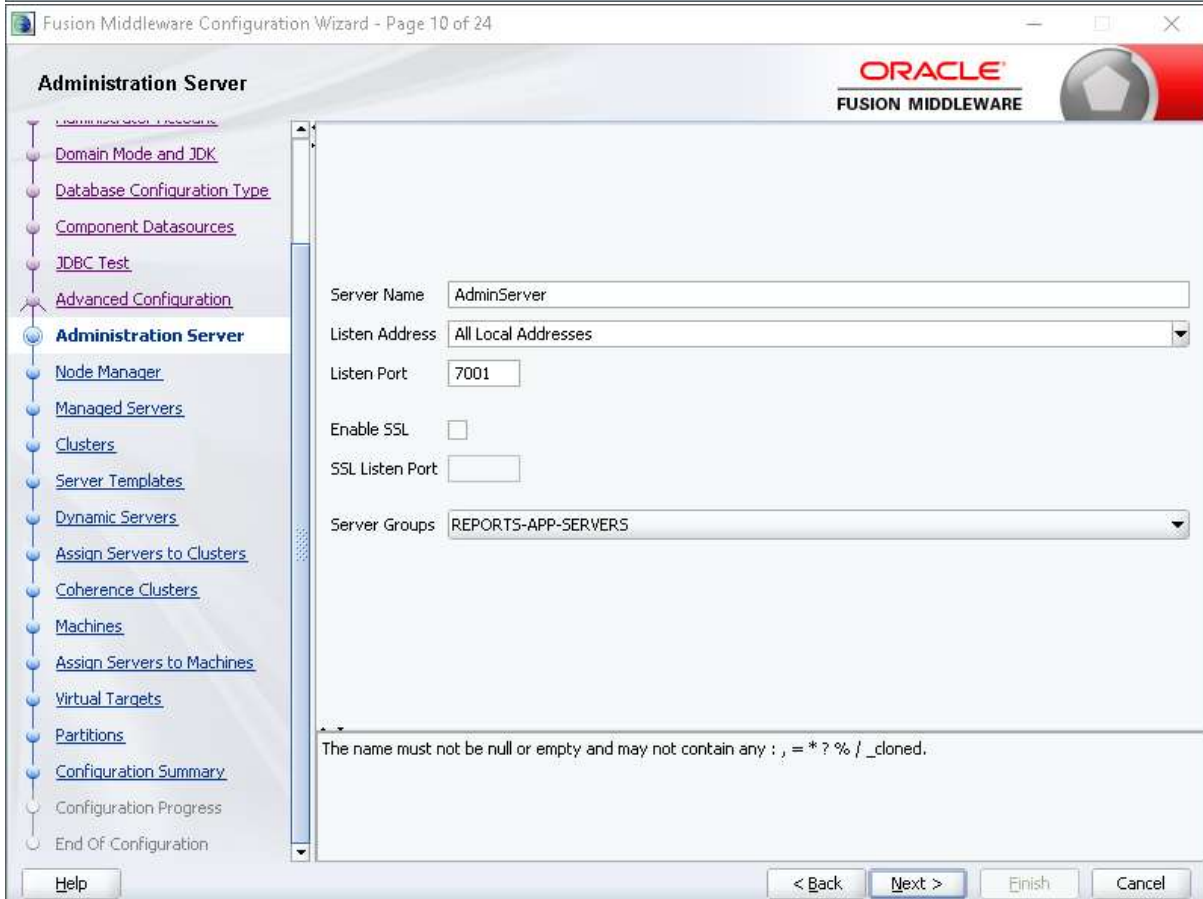 Fusion Middleware Configuration Wizard - Page 10 of 24
Administration Server
ORACLE
FUSION MIDDLEWARE
Administrator Account
Domain Mode and JDK
Database Configuration Type
Component Datasources
JDBC Test
Advanced Configuration
Administration Server
Node Manager
Managed Servers
Clusters
Server Templates
Dynamic Servers
Assign Servers to Clusters
Coherence Clusters
Machines
Assign Servers to Machines
Virtual Targets
Partitions
Configuration Summary
Configuration Progress
End Of Configuration
Server Name AdminServer
Listen Address All Local Addresses
Listen Port 7001
Enable SSL
SSL Listen Port
Server Groups REPORTS-APP-SERVERS
The name must not be null or empty and may not contain any : , = * ? % / _cloned.
Help
< Back
Next >
Finish
Cancel